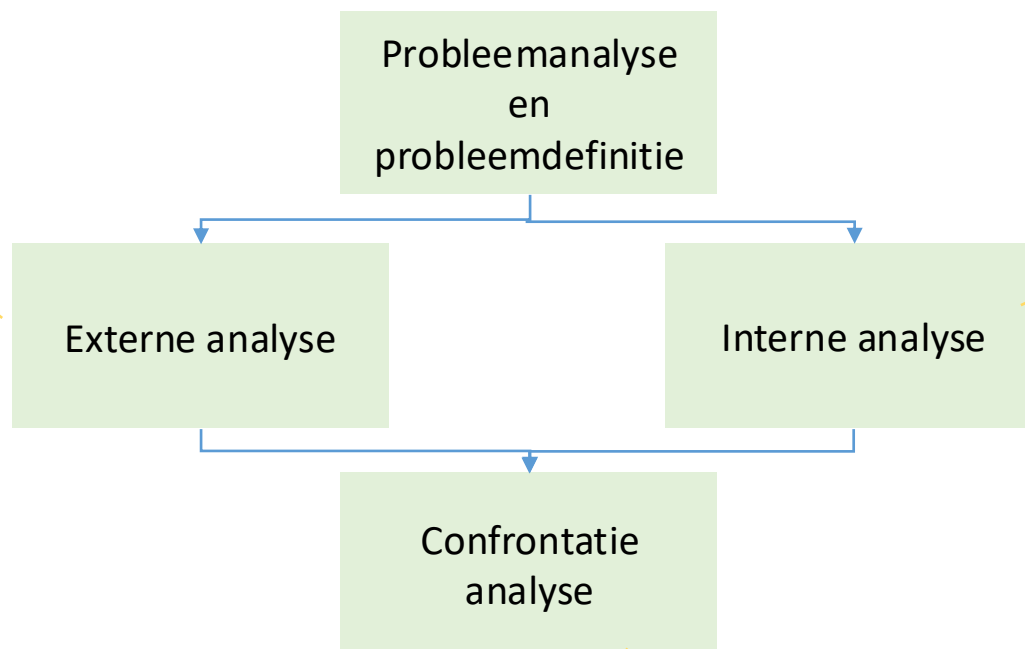 Probleemanalyse
en
probleemdefinitie
Externe analyse
Interne analyse
Confrontatie
analyse